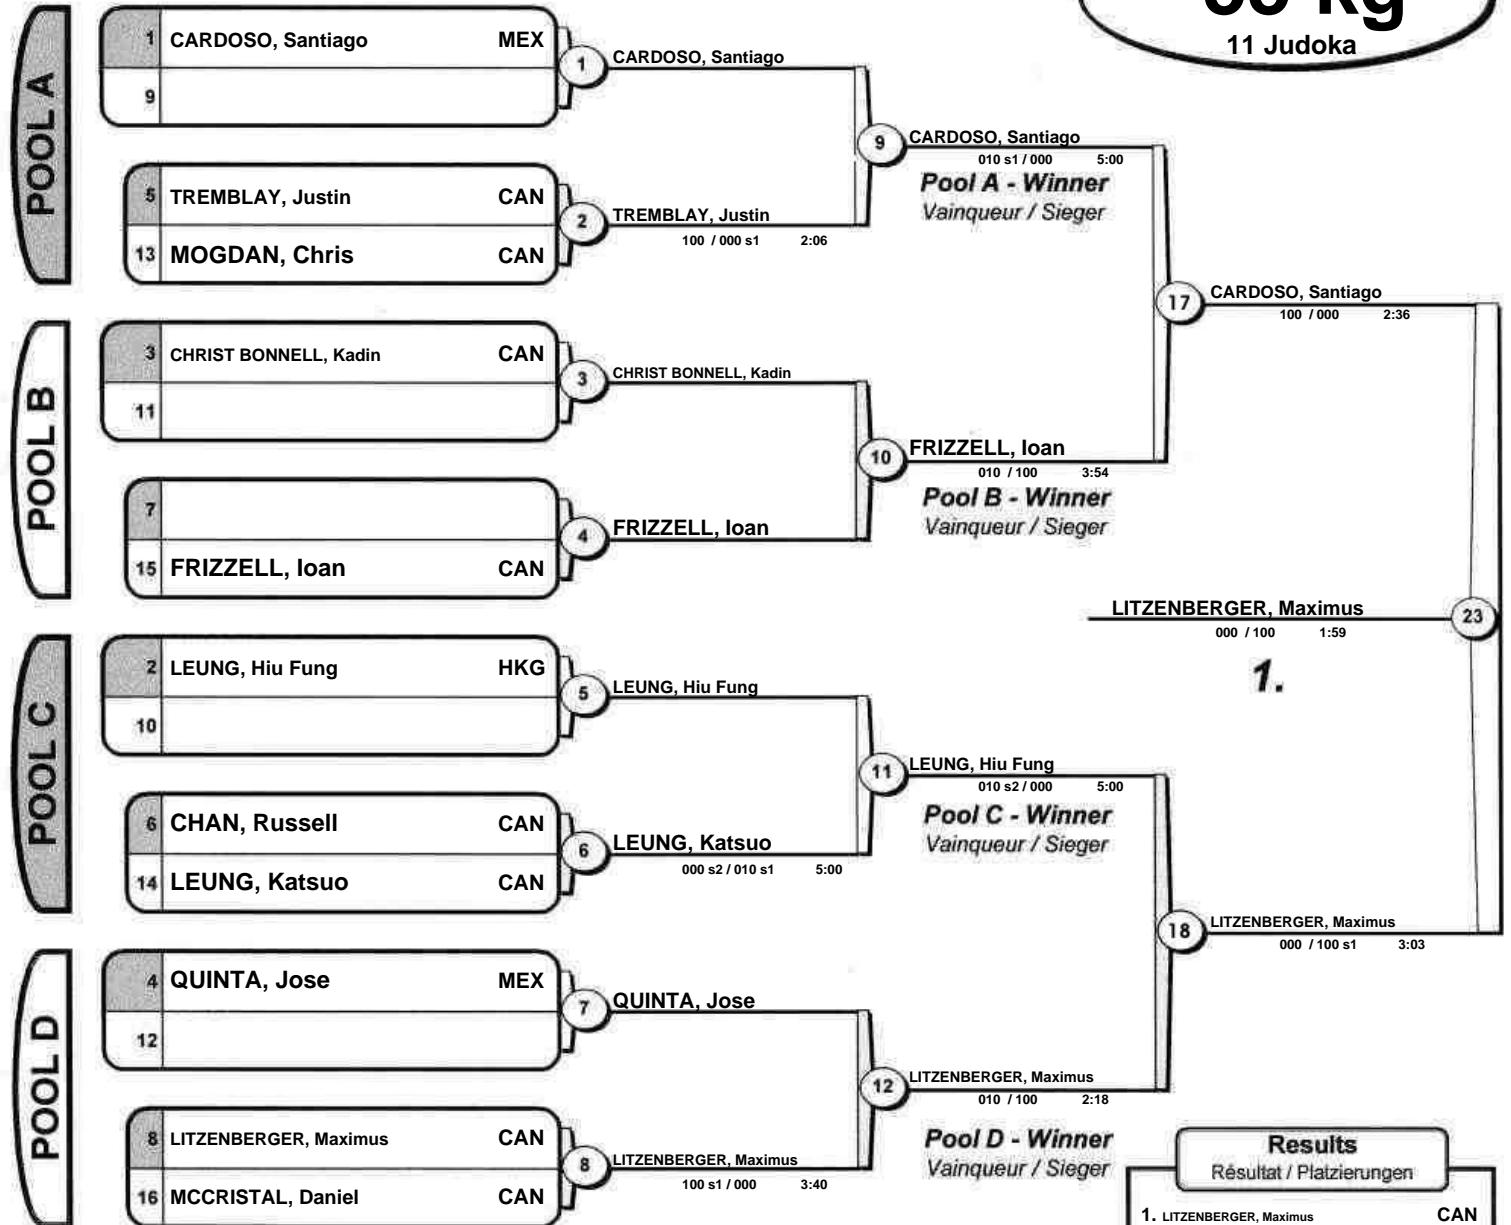 kg
11 Judoka
POOL A
1 CARDOSO, Santiago MEX
9
5 TREMBLAY, Justin CAN
13 MOGDAN, Chris CAN
1 CARDOSO, Santiago
2 TREMBLAY, Justin
100 / 000 s1 2:06
9 CARDOSO, Santiago
010 s1 / 000 5:00
Pool A - Winner
Vainqueur / Sieger
POOL B
3 CHRIST BONNELL, Kadin CAN
11
7
15 FRIZZELL, Ioan CAN
3 CHRIST BONNELL, Kadin
4 FRIZZELL, Ioan
10 FRIZZELL, Ioan
010 / 100 3:54
Pool B - Winner
Vainqueur / Sieger
17 CARDOSO, Santiago
100 / 000 2:36
LITZENBERGER, Maximus 23
000 / 100 1:59
1.
POOL C
2 LEUNG, Hiu Fung HKG
10
6 CHAN, Russell CAN
14 LEUNG, Katsuo CAN
5 LEUNG, Hiu Fung
6 LEUNG, Katsuo
000 s2 / 010 s1 5:00
11 LEUNG, Hiu Fung
010 s2 / 000 5:00
Pool C - Winner
Vainqueur / Sieger
POOL D
4 QUINTA, Jose MEX
12
8 LITZENBERGER, Maximus CAN
16 MCCRISTAL, Daniel CAN
7 QUINTA, Jose
8 LITZENBERGER, Maximus
100 s1 / 000 3:40
12 LITZENBERGER, Maximus
010 / 100 2:18
Pool D - Winner
Vainqueur / Sieger
18 LITZENBERGER, Maximus
000 / 100 s1 3:03
Results
Résultat / Platzierungen
1. LITZENBERGER, Maximus CAN